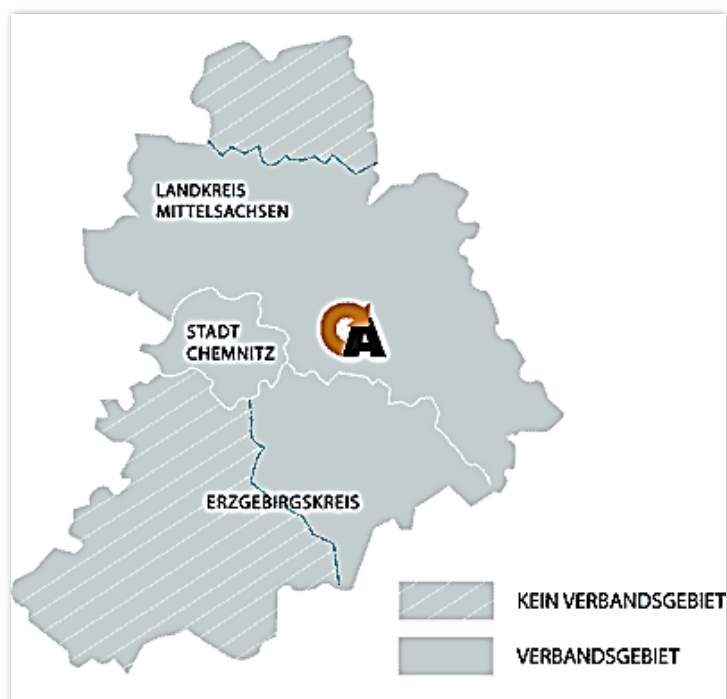 LANDKREIS
MITTELSACHSEN
STADT
CHEMNITZ
A
ERZGEBIRGSKREIS
KEIN VERBANDSGEBIET
VERBANDSGEBIET